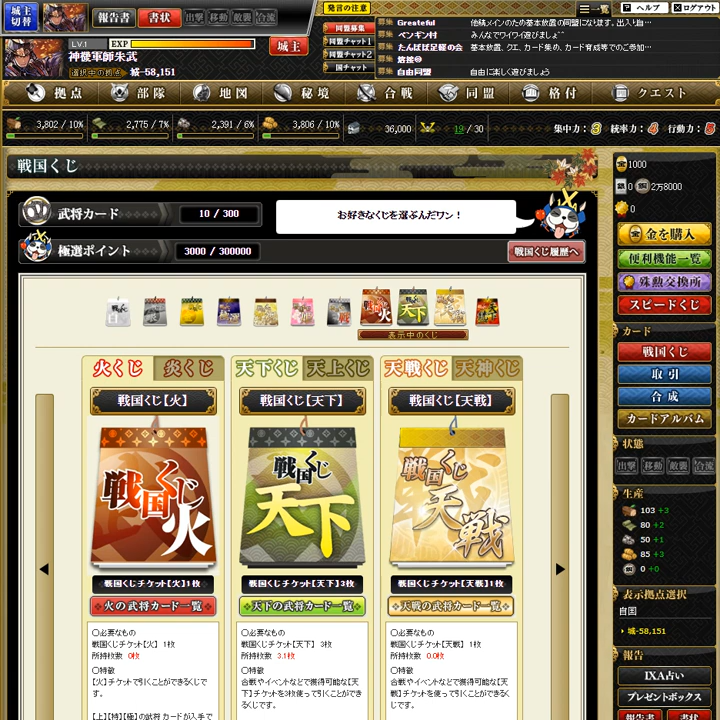 城主
切替
報告書
書状
出撃
移動
敵襲
合流
発言の注意
一覧
ヘルプ
ログアウト
同盟募集
同盟チャット1
同盟チャット2
国チャット
募集 Greateful
募集 ペンギン村 みんなでワイワイ遊びましょ~~
募集 たんぽぽ組の会 基本放置、クエ、カード集め、カード育成等でのご参加…
募集
募集 自由同盟 自由に楽しく遊びましょう
LV.1
EXP
城主
神機軍師朱武
選択中の拠点 城-58,151
拠点
部隊
地図
秘境
合戦
同盟
格付
クエスト
3,802 / 10%
2,775 / 7%
2,391 / 6%
3,806 / 10%
36,000
19 / 30
集中力:3
統率力:4
行動力:5
戦国くじ
武将カード
10 / 300
お好きなくじを選ぶんだワン!
極選ポイント
3000 / 300000
戦国くじ履歴へ
表示中のくじ
火くじ
炎くじ
天下くじ
天上くじ
天戦くじ
天神くじ
戦国くじ【火】
戦国くじ【天下】
戦国くじ【天戦】
戦国くじ火
戦国くじ天下
戦国くじ天戦
戦国くじチケット【火】1枚
戦国くじチケット【天下】3枚
戦国くじチケット【天戦】1枚
火の武将カード一覧
天下の武将カード一覧
天戦の武将カード一覧
○必要なもの
戦国くじチケット【火】 1枚
所持枚数 0枚
○特徴
【火】チケットで引くことができるくじです。
【上】【特】【極】の武将カードが入手で
○必要なもの
戦国くじチケット【天下】 3枚
所持枚数 3.1枚
○特徴
合戦やイベントなどで獲得可能な【天下】チケットを3枚使って引くことができるくじです。
○必要なもの
戦国くじチケット【天戦】 1枚
所持枚数 0.0枚
○特徴
合戦やイベントなどで獲得可能な【天戦】チケットを使って引くことができるくじです。
1000
0
2万8000
0
金を購入
便利機能一覧
殊勲交換所
スピードくじ
カード
戦国くじ
取引
合成
カードアルバム
状態
出撃
移動
敵襲
合流
生産
103 +3
80 +2
50 +1
85 +3
0 +0
表示拠点選択
自国
城-58,151
報告
IXA占い
プレゼントボックス
報告書
書状